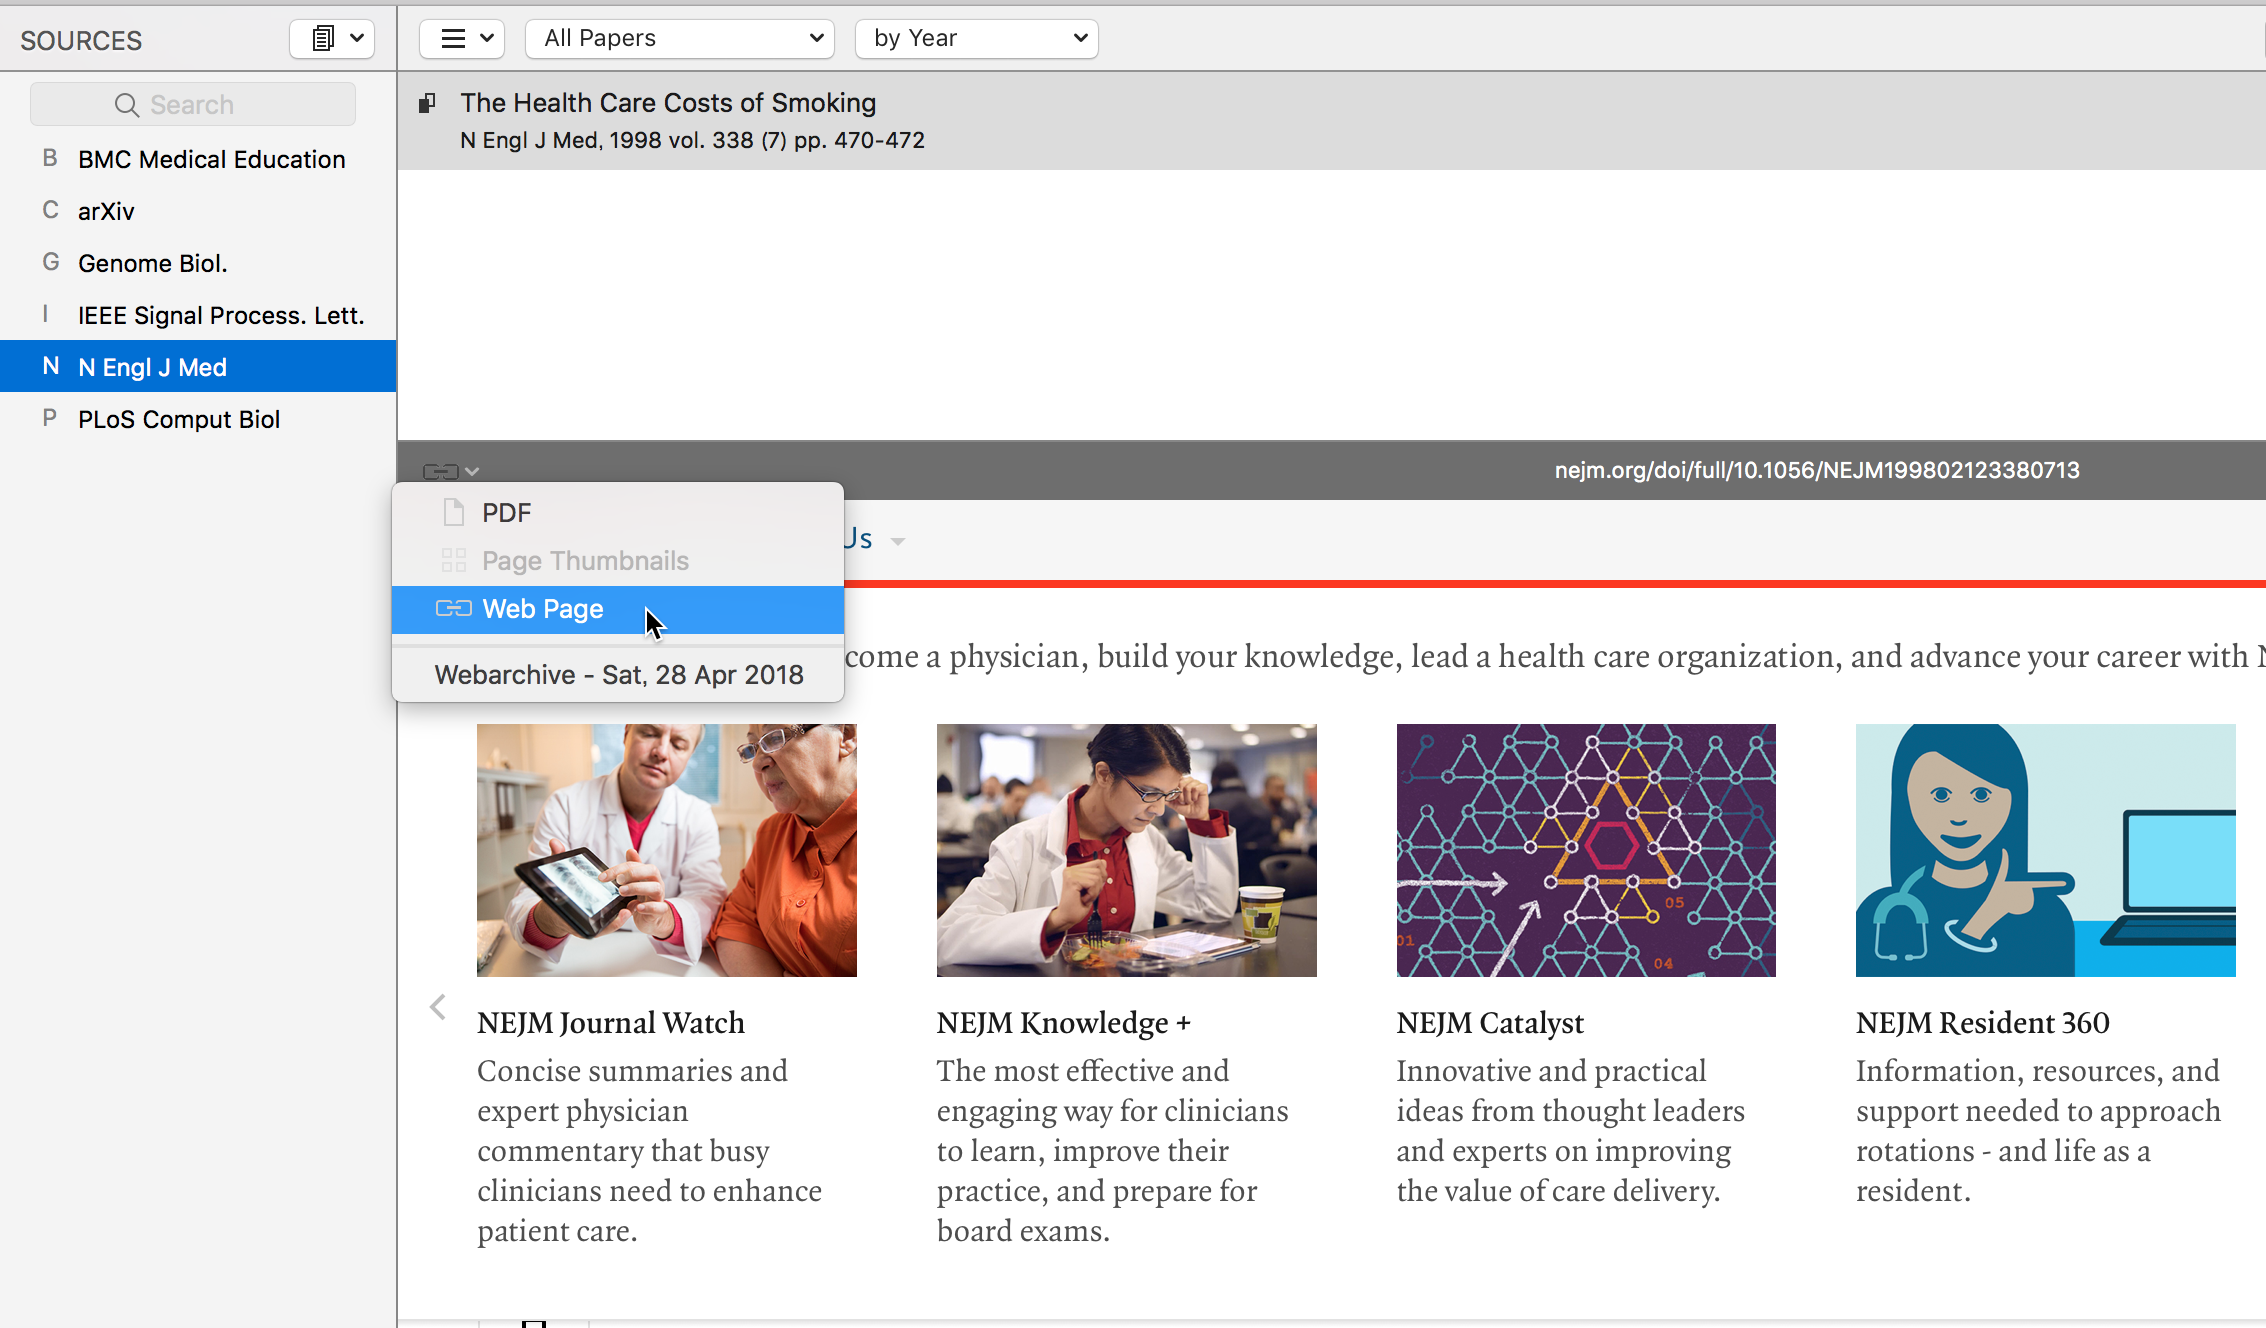 SOURCES
All Papers
by Year
Search
The Health Care Costs of Smoking
N Engl J Med, 1998 vol. 338 (7) pp. 470-472
B BMC Medical Education
C arXiv
G Genome Biol.
I IEEE Signal Process. Lett.
N N Engl J Med
P PLoS Comput Biol
nejm.org/doi/full/10.1056/NEJM199802123380713
PDF
Us
Page Thumbnails
Web Page
come a physician, build your knowledge, lead a health care organization, and advance your career with N
Webarchive - Sat, 28 Apr 2018
05
01
04
NEJM Journal Watch
Concise summaries and
expert physician
commentary that busy
clinicians need to enhance
patient care.
NEJM Knowledge +
The most effective and
engaging way for clinicians
to learn, improve their
practice, and prepare for
board exams.
NEJM Catalyst
Innovative and practical
ideas from thought leaders
and experts on improving
the value of care delivery.
NEJM Resident 360
Information, resources, and
support needed to approach
rotations - and life as a
resident.